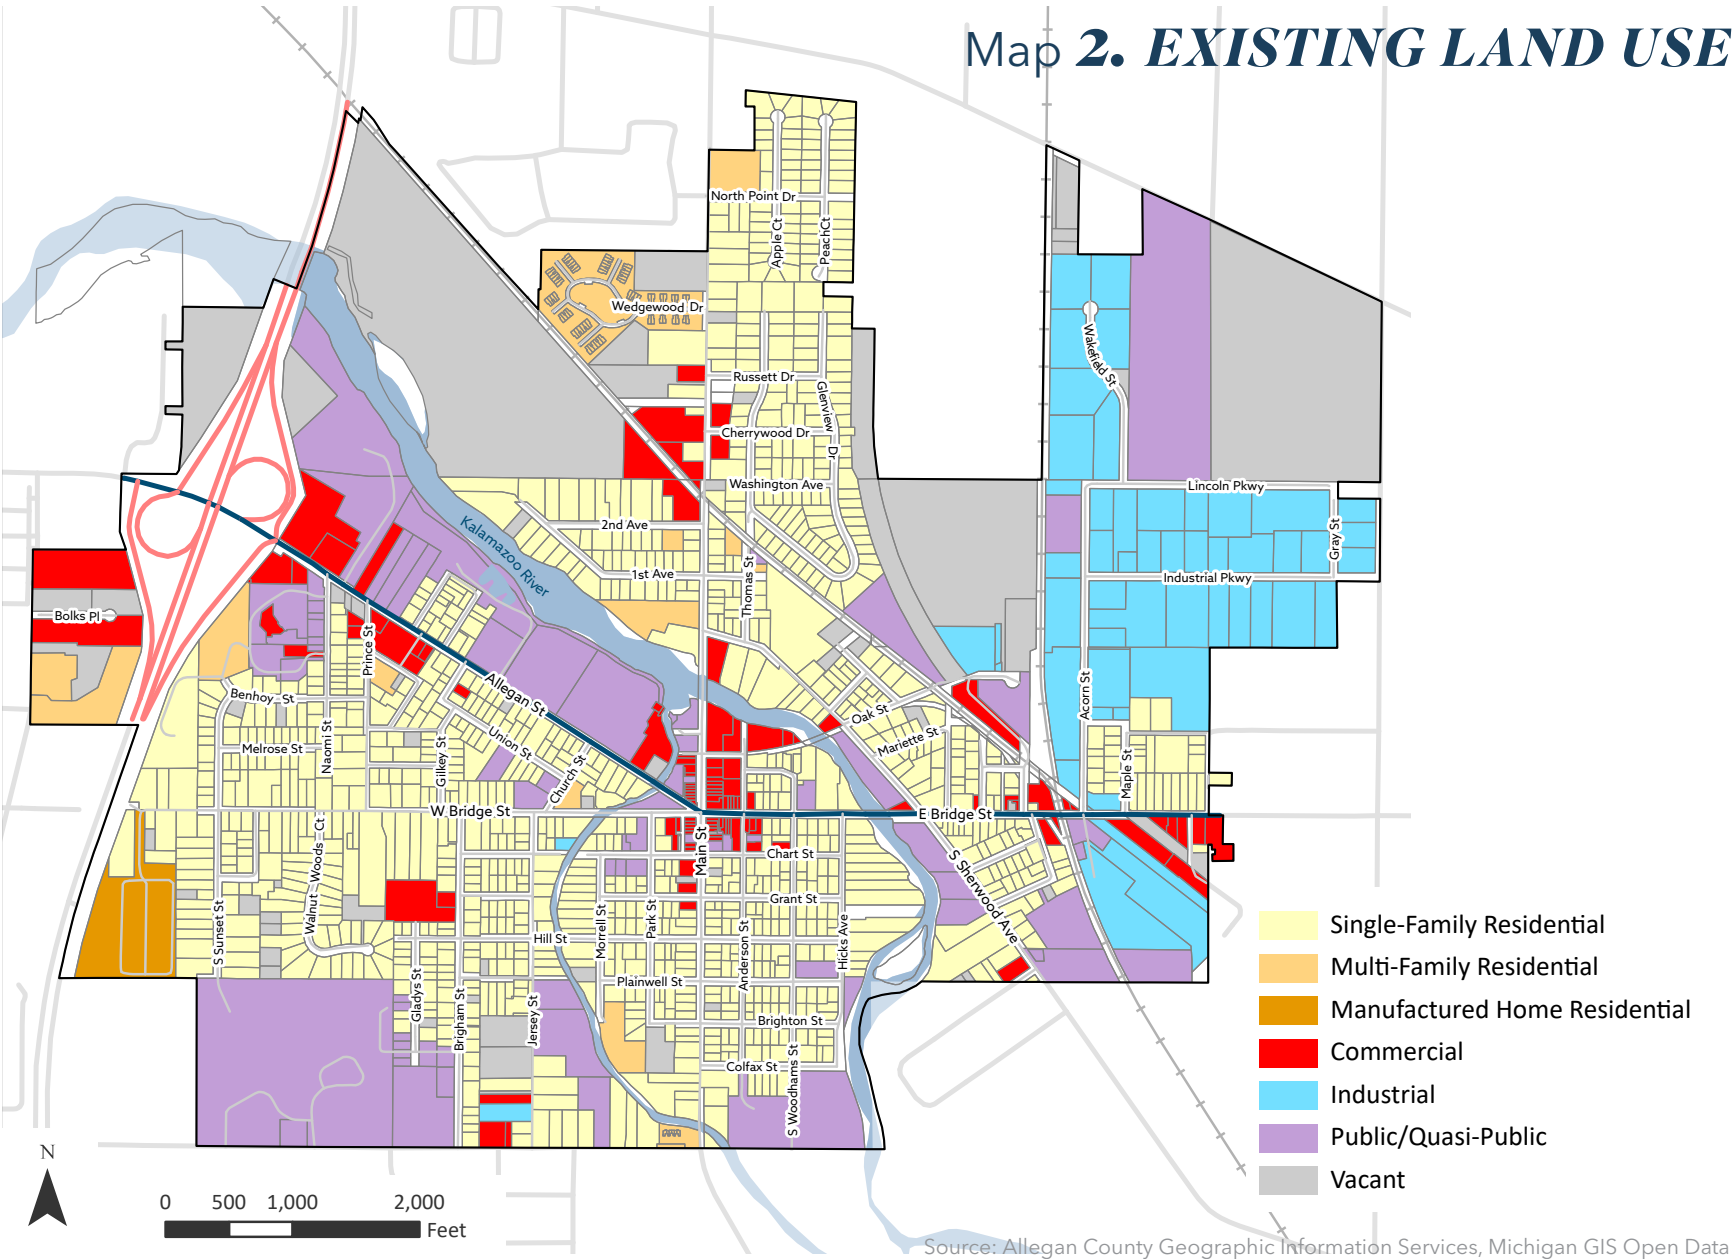 Map 2. EXISTING LAND USE
North Point Dr
Apple Ct
PeachCt
Wedgewood Dr
Wakefield St
Russett Dr
Glenview Dr
Cherrywood Dr
Washington Ave
Lincoln Pkwy
2nd Ave
Kalamazoo River
Gray St
1st Ave
Thomas St
Industrial Pkwy
Bolks Pl
Prince St
Benhoy St
Allegan St
Acorn St
Oak St
Naomi St
Melrose St
Gilkey St
Union St
Church St
Mariette St
Maple St
W Bridge St
E Bridge St
Main St
Chart St
S Sherwood Ave
Walnut Woods Ct
S Sunset St
Grant St
Morrell St
Park St
Hicks Ave
Anderson St
Hill St
Gladys St
Plainwell St
Brigham St
Jersey St
Brighton St
Colfax St
S Woodhams St
Single-Family Residential
Multi-Family Residential
Manufactured Home Residential
Commercial
Industrial
Public/Quasi-Public
Vacant
N
0 500 1,000 2,000
Feet
Source: Allegan County Geographic Information Services, Michigan GIS Open Data